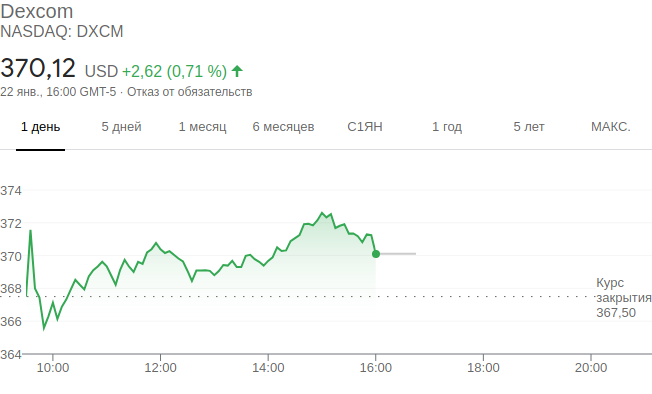 Dexcom
NASDAQ: DXCM
370,12 USD +2,62 (0,71 %)
22 янв., 16:00 GMT-5 · Отказ от обязательств
1 день 5 дней 1 месяц 6 месяцев С1ЯН 1 год 5 лет МАКС.
374
372
370
368
Курс
закрытия
367,50
366
364
10:00 12:00 14:00 16:00 18:00 20:00